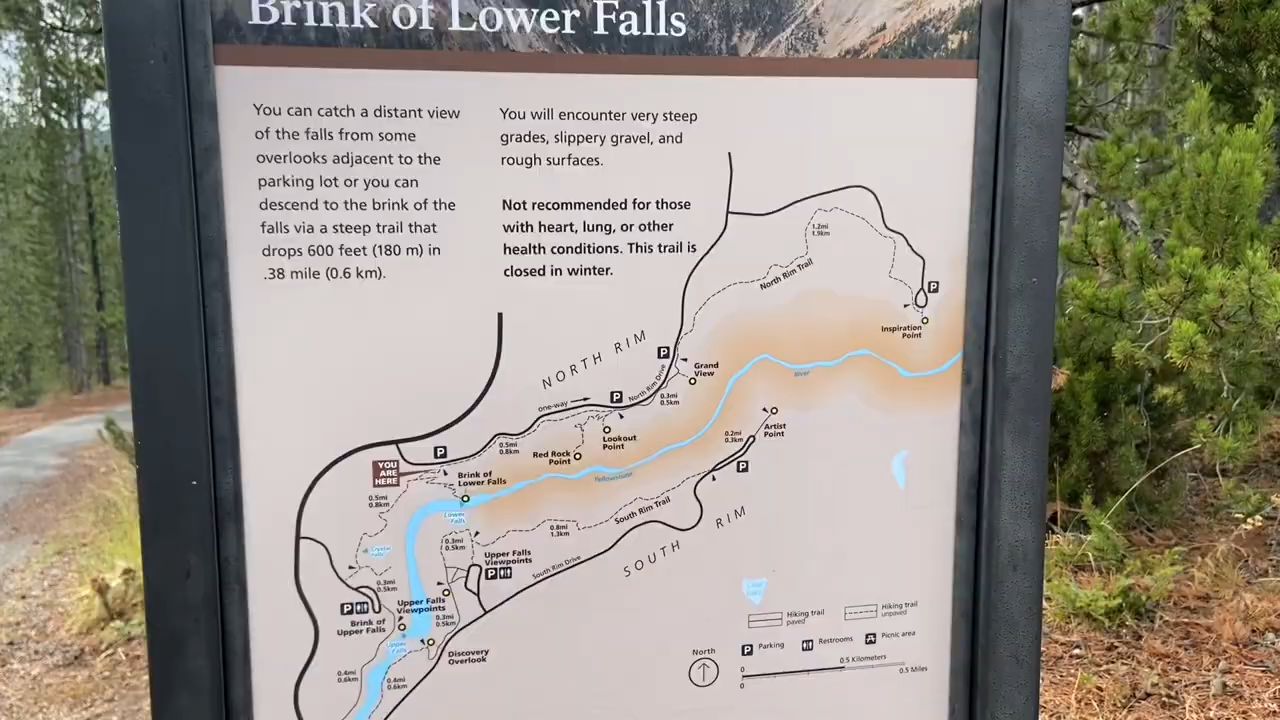 Brink of Lower Falls
You can catch a distant view
of the falls from some
overlooks adjacent to the
parking lot or you can
descend to the brink of the
falls via a steep trail that
drops 600 feet (180 m) in
.38 mile (0.6 km).
You will encounter very steep
grades, slippery gravel, and
rough surfaces.
Not recommended for those
with heart, lung, or other
health conditions. This trail is
closed in winter.
1.2mi
1.9km
North Rim Trail
P
Inspiration
Point
NORTH RIM
P
Grand
View
North Rim Drive
0.3mi
0.5km
one-way
P
River
Artist
Point
0.2mi
0.3km
P
Lookout
Point
0.5mi
0.8km
Red Rock
Point
P
YOU
ARE
HERE
Brink of
Lower Falls
Yellowstone
0.5mi
0.8km
Lower
Falls
South Rim Trail
0.8mi
1.3km
SOUTH RIM
0.3mi
0.5km
Crystal
Falls
Upper Falls
Viewpoints
P
South Rim Drive
0.3mi
0.5km
P
Brink of
Upper Falls
Upper Falls
Viewpoints
0.3mi
0.5km
Upper
Falls
Discovery
Overlook
0.4mi
0.6km
0.4mi
0.6km
Hiking trail
paved
Hiking trail
unpaved
P Parking
Restrooms
Picnic area
North
0
0.5 Kilometers
0
0.5 Miles